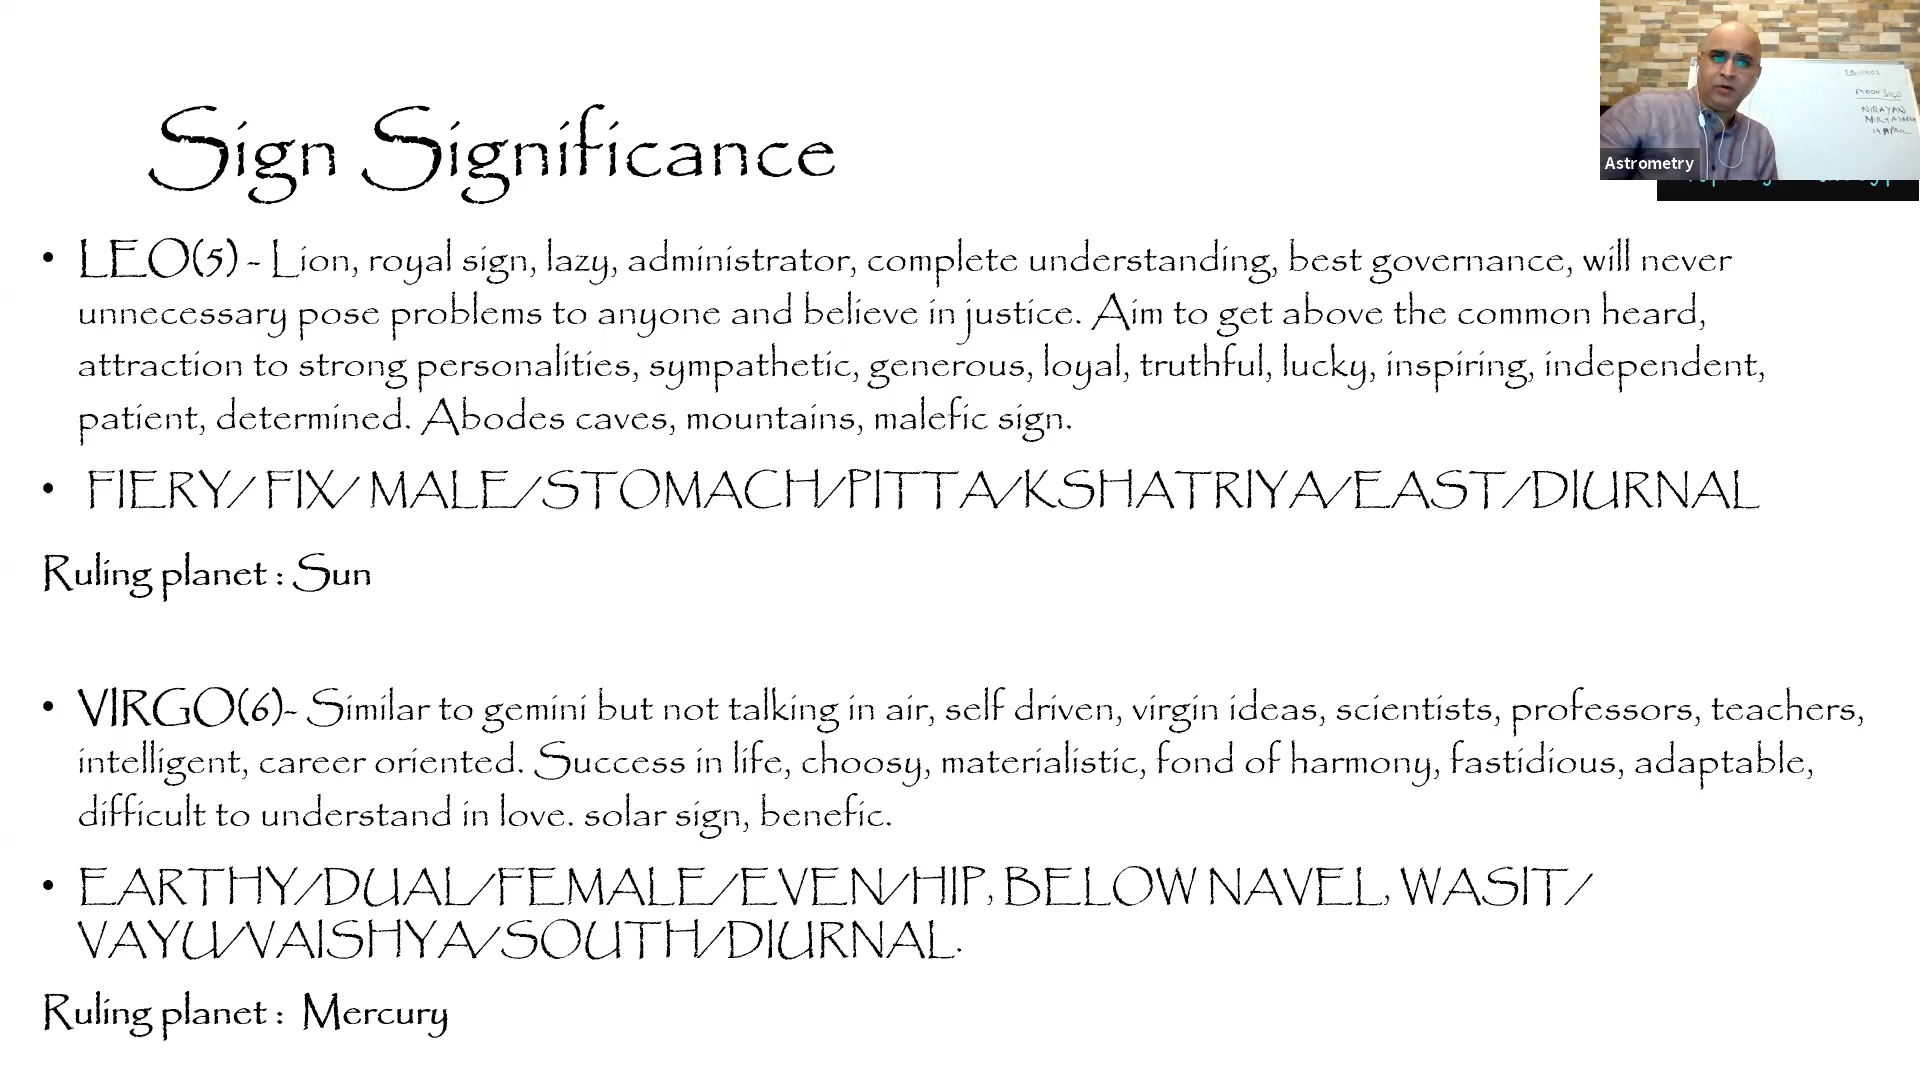 Sign Significance
• LEO(5) - Lion, royal sign, lazy, administrator, complete understanding, best governance, will never
unnecessary pose problems to anyone and believe in justice. Aim to get above the common heard,
attraction to strong personalities, sympathetic, generous, loyal, truthful, lucky, inspiring, independent,
patient, determined. Abodes caves, mountains, malefic sign.
• FIERY/ FIX/ MALE/STOMACH/PITTA/KSHATRIYA/EAST/DIURNAL
Ruling planet : Sun
• VIRGO(6)- Similar to gemini but not talking in air, self driven, virgin ideas, scientists, professors, teachers,
intelligent, career oriented. Success in life, choosy, materialistic, fond of harmony, fastidious, adaptable,
difficult to understand in love. solar sign, benefic.
• EARTHY/DUAL/FEMALE/EVEN/HIP, BELOW NAVEL, WASIT/
VAYU/VAISHYA/SOUTH/DIURNAL.
Ruling planet : Mercury
EQUINOX
MOON SIGN
NIRAYAN
14 APRIL
Astrometry